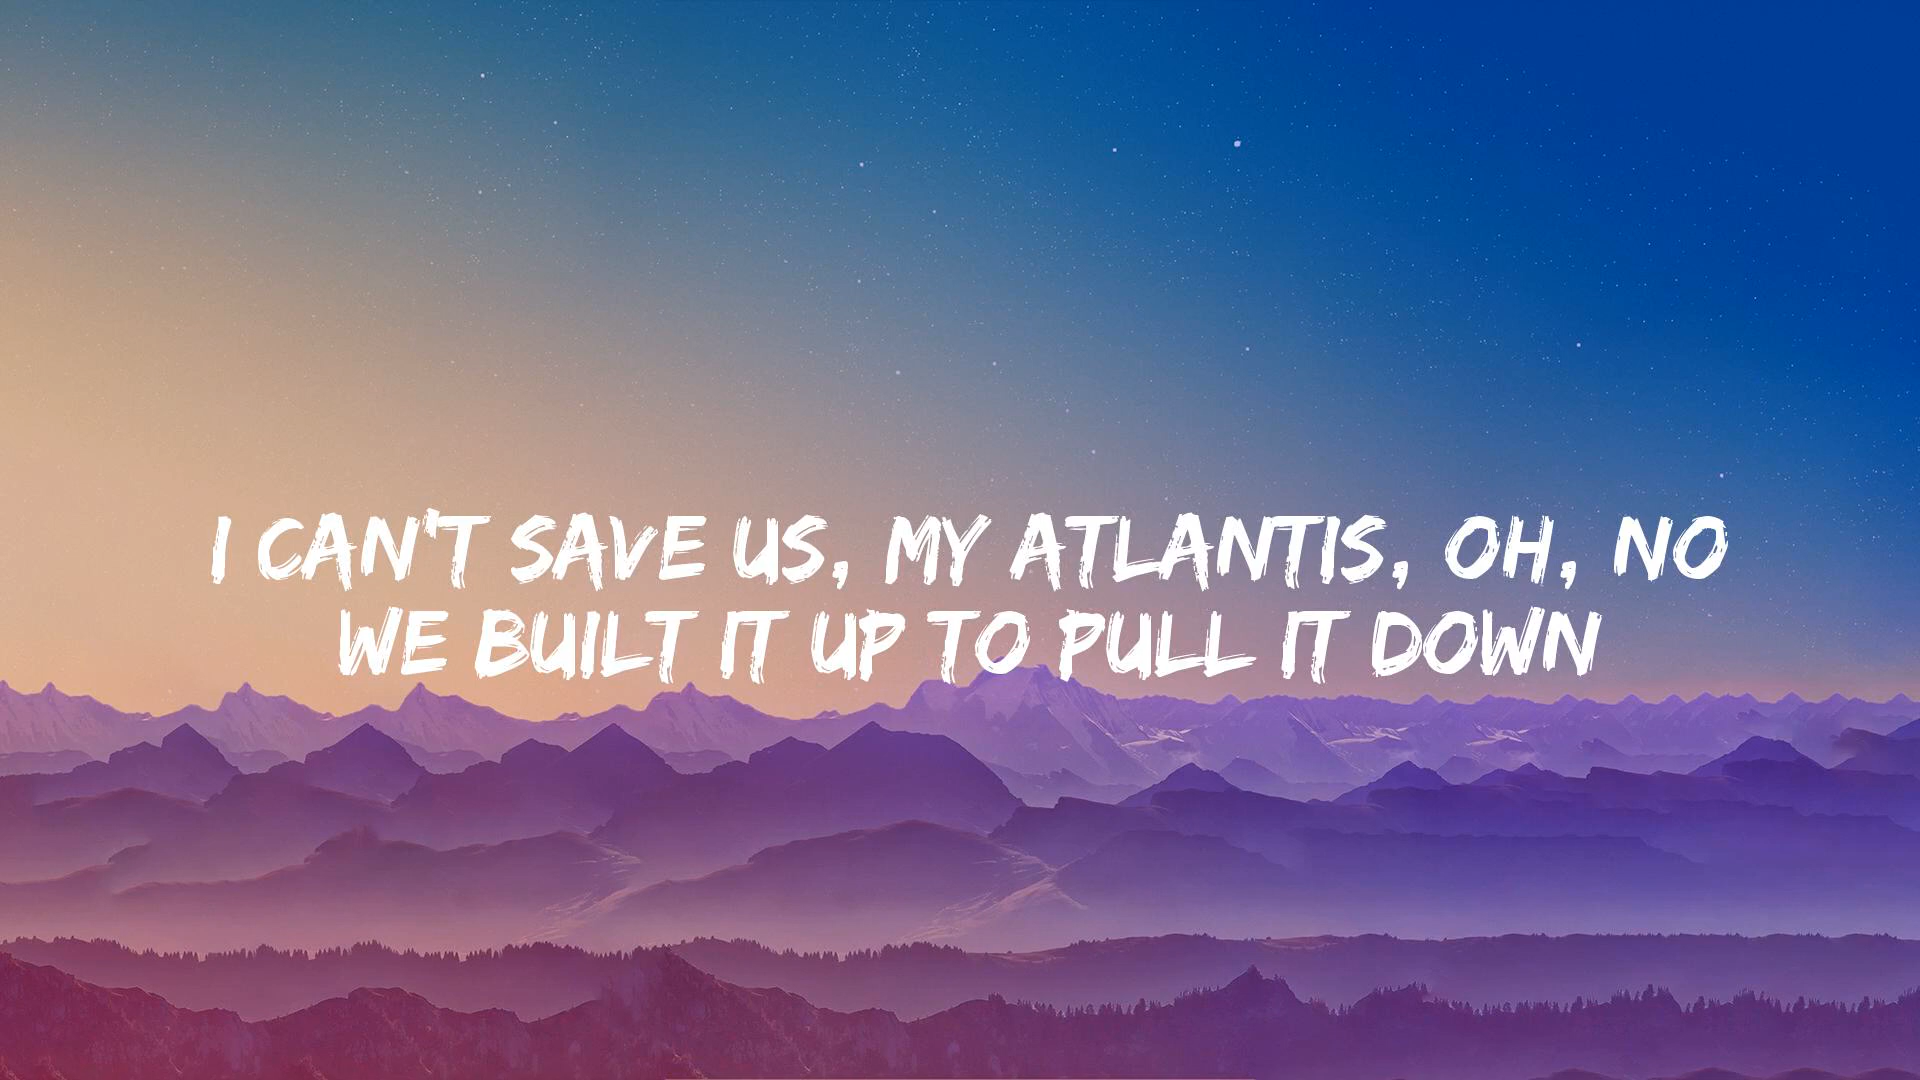 I CAN'T SAVE US, MY ATLANTIS, OH, NO
WE BUILT IT UP TO PULL IT DOWN